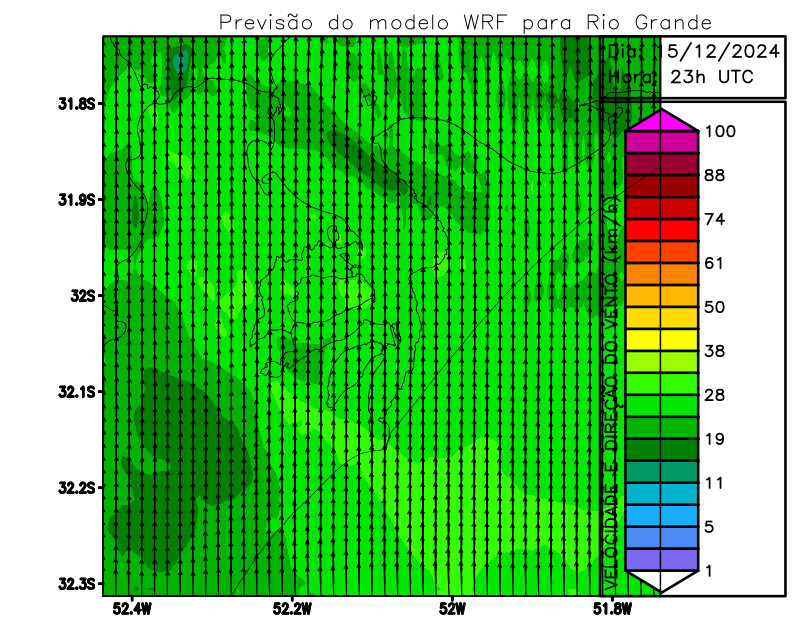 Previsão do modelo WRF para Rio Grande
Dia: 15/12/2024
Hora: 23h UTC
31.8S
31.9S
32S
32.1S
32.2S
32.3S
52.4W
52.2W
52W
51.8W
VELOCIDADE E DIREÇÃO DO VENTO (km/h)
100
88
74
61
50
38
28
19
11
5
1